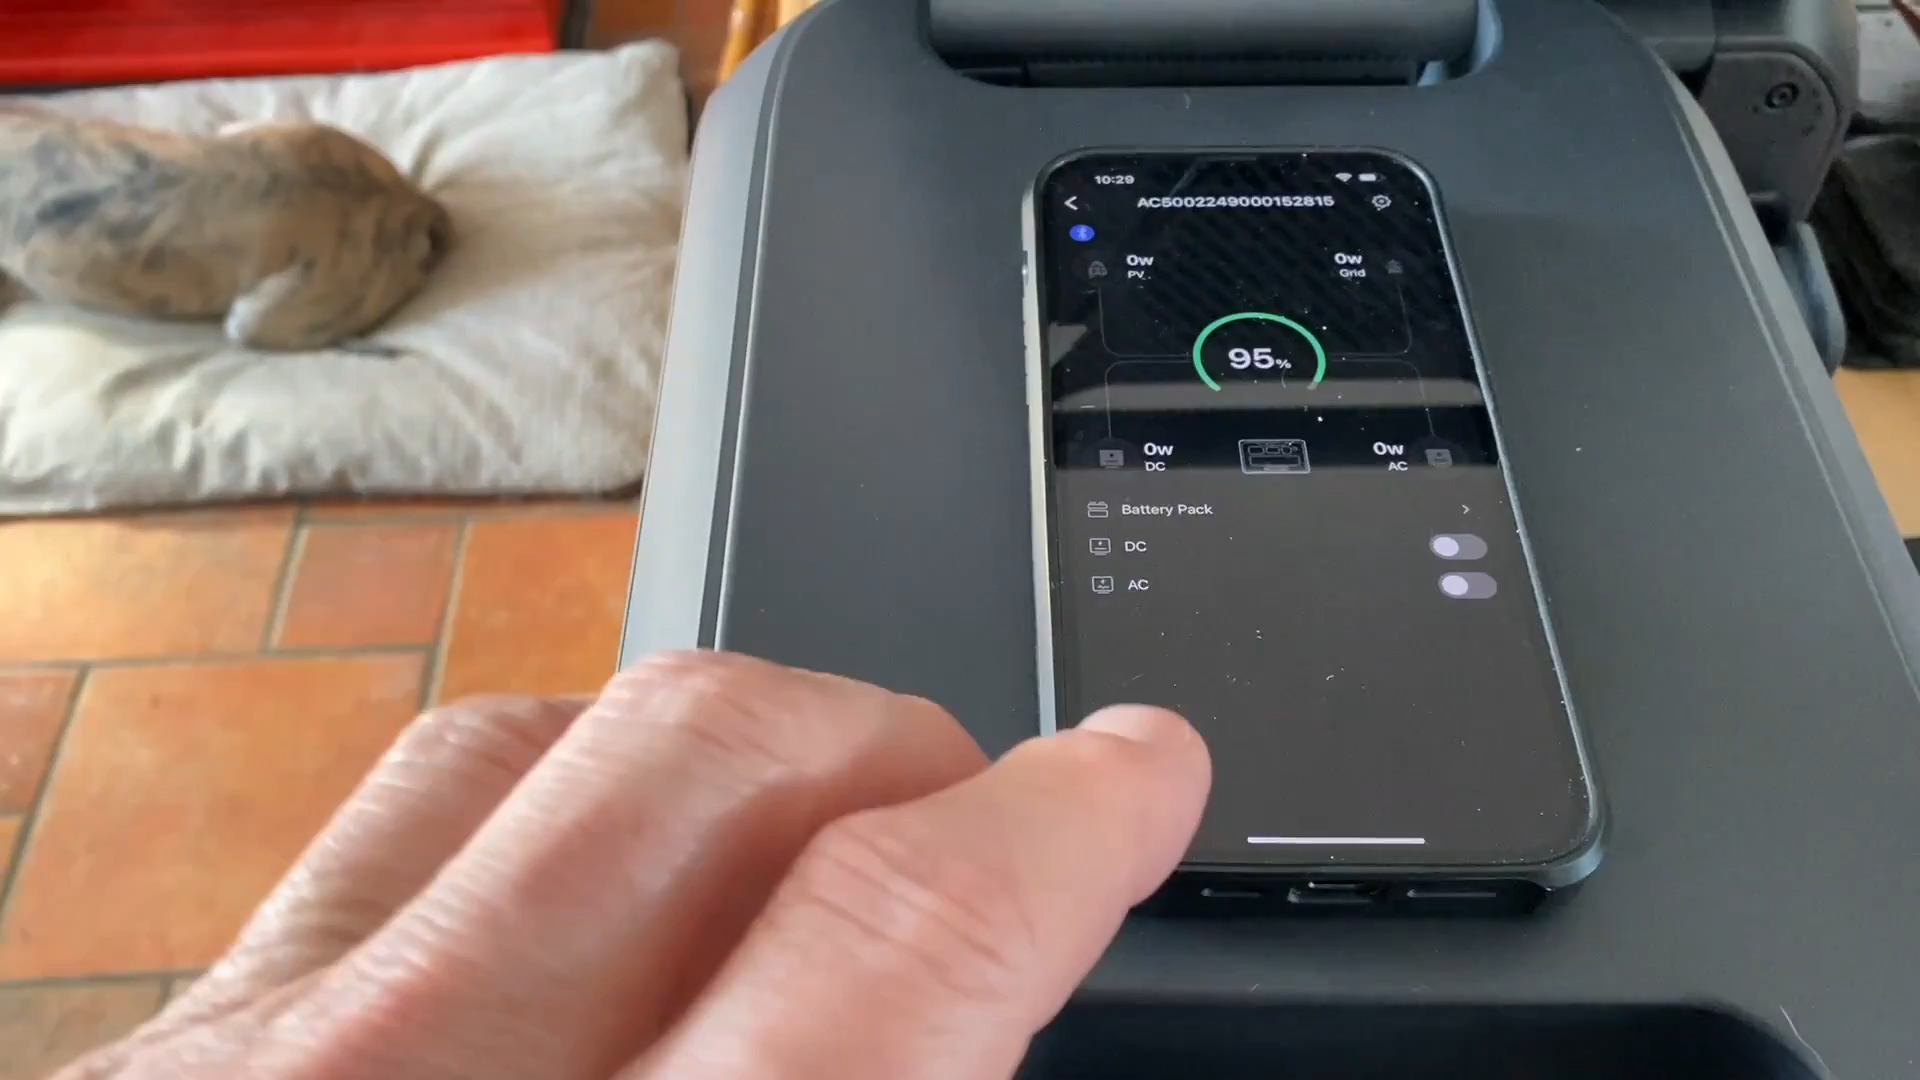 10:29
AC5002249000152815
0w
PV
0w
Grid
95%
0w
DC
0w
AC
Battery Pack
DC
AC